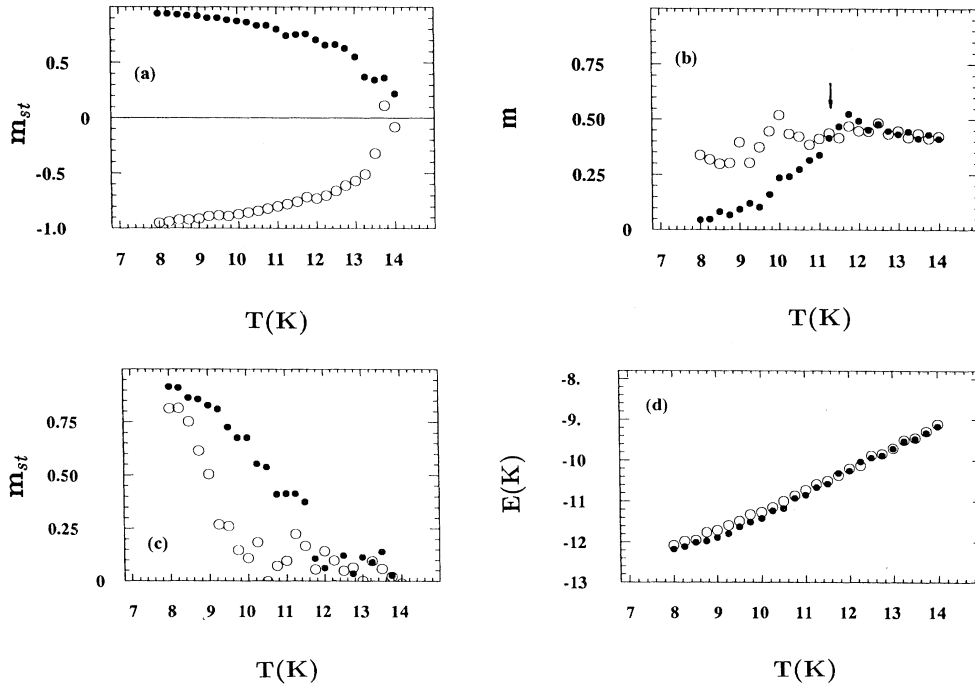 0.5
0
-0.5
-1.0
(a)
m_st
7 8 9 10 11 12 13 14
T(K)
0.75
0.50
0.25
0
(b)
m
7 8 9 10 11 12 13 14
T(K)
0.75
0.50
0.25
0
(c)
m_st
7 8 9 10 11 12 13 14
T(K)
-8.
-9.
-10
-11
-12
-13
(d)
E(K)
7 8 9 10 11 12 13 14
T(K)